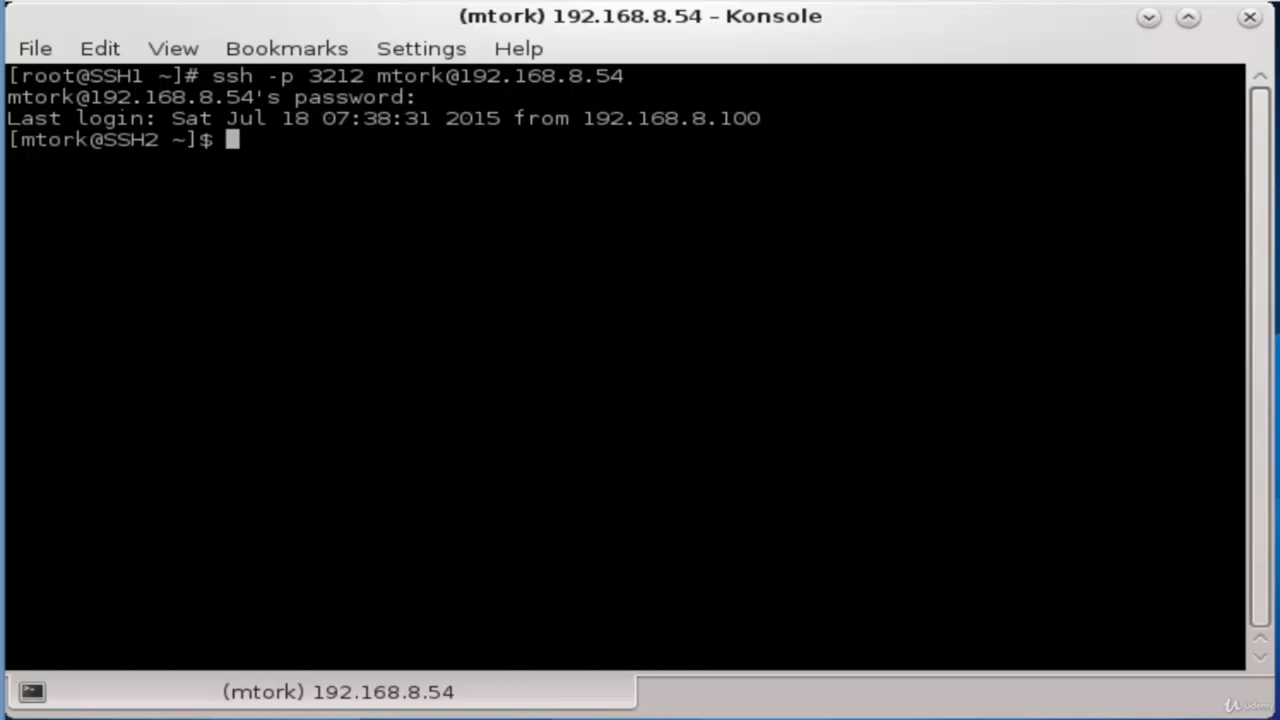 (mtork) 192.168.8.54 – Konsole
File Edit View Bookmarks Settings Help
[root@SSH1 ~]# ssh -p 3212 mtork@192.168.8.54
mtork@192.168.8.54's password:
Last login: Sat Jul 18 07:38:31 2015 from 192.168.8.100
[mtork@SSH2 ~]$
(mtork) 192.168.8.54
Udemy